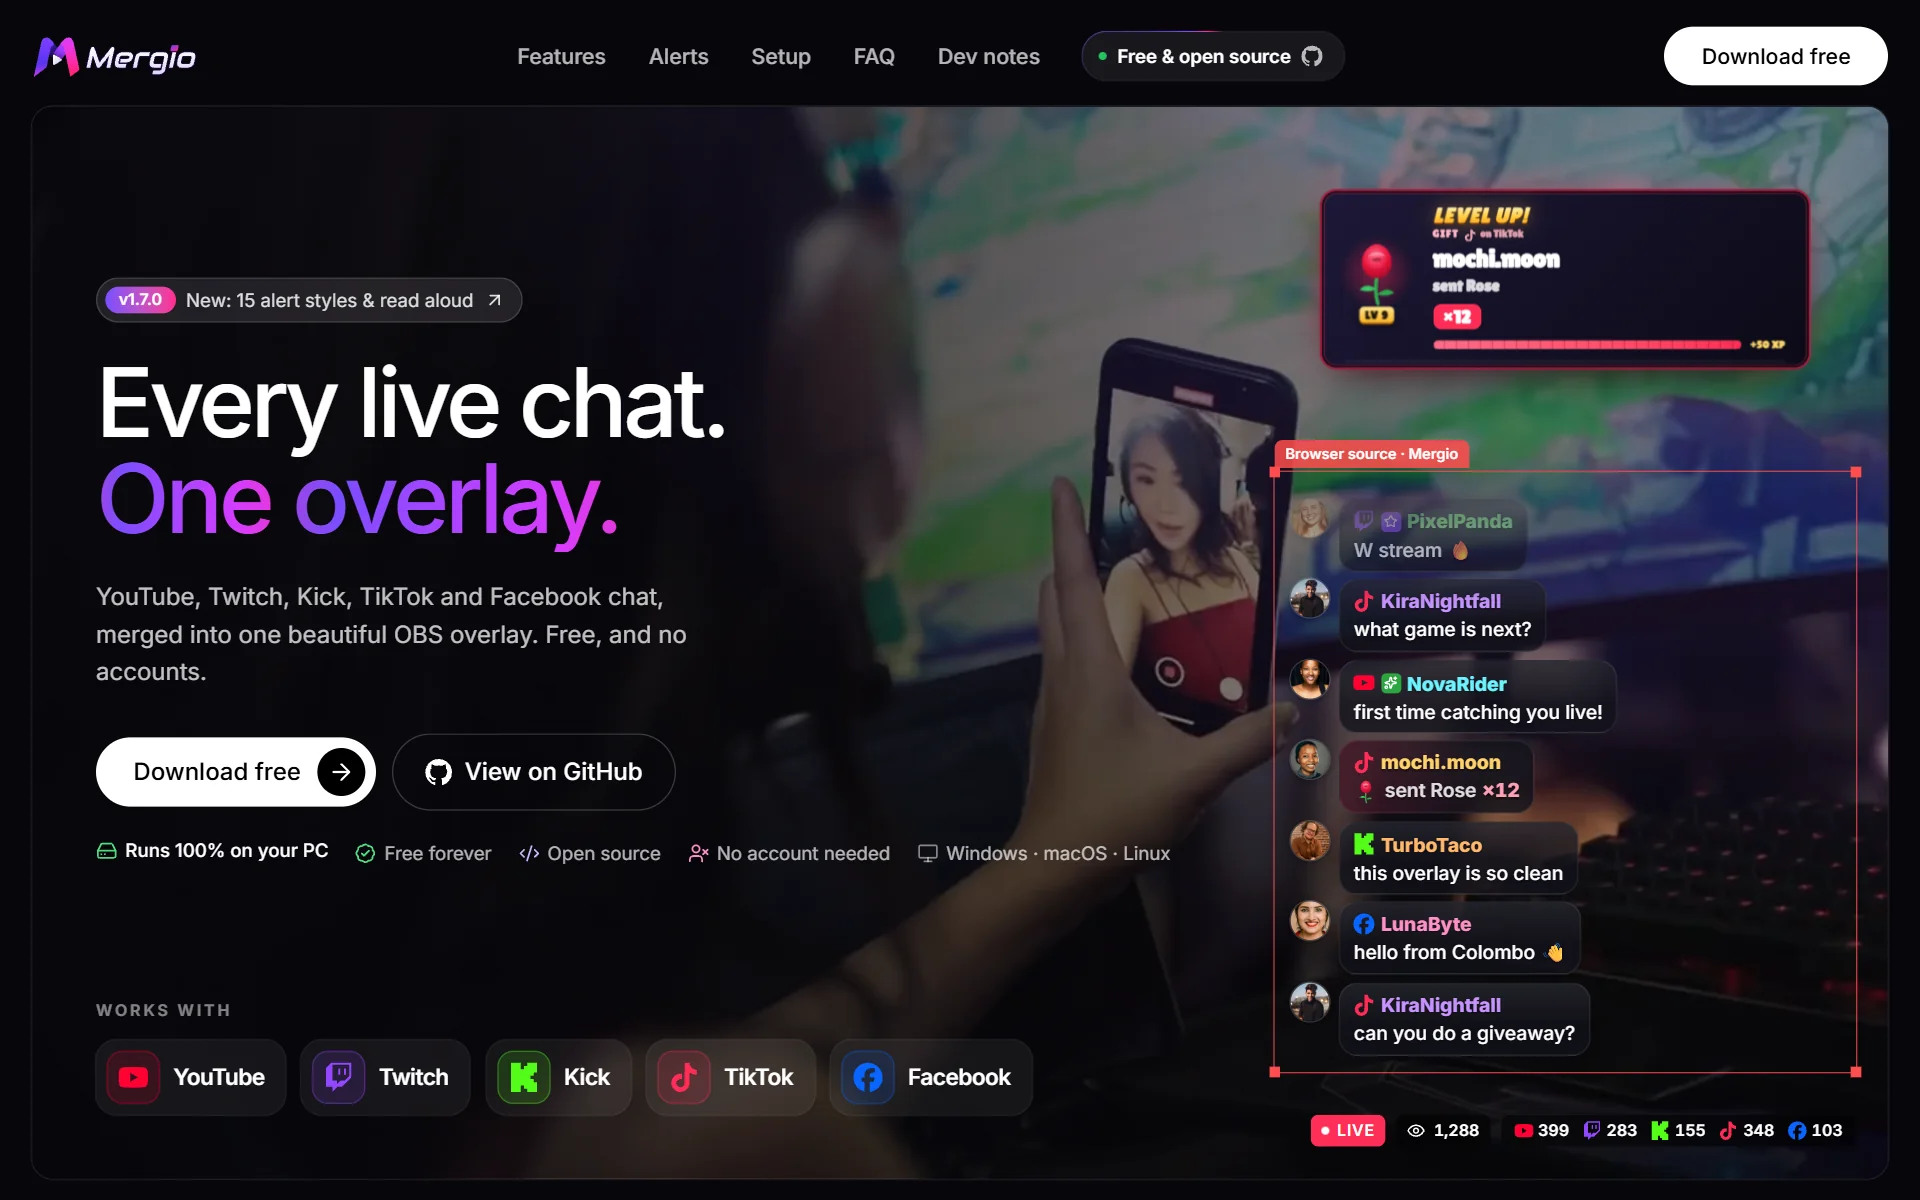 Mergio
Features
Alerts
Setup
FAQ
Dev notes
Free & open source
Download free
v1.7.0 New: 15 alert styles & read aloud
Every live chat.
One overlay.
YouTube, Twitch, Kick, TikTok and Facebook chat,
merged into one beautiful OBS overlay. Free, and no
accounts.
Download free
View on GitHub
Runs 100% on your PC
Free forever
Open source
No account needed
Windows · macOS · Linux
WORKS WITH
YouTube
Twitch
Kick
TikTok
Facebook
LEVEL UP!
GIFT on TikTok
mochi.moon
sent Rose
×12
LV 9
+50 XP
Browser source · Mergio
PixelPanda
W stream 🔥
KiraNightfall
what game is next?
NovaRider
first time catching you live!
mochi.moon
🌹 sent Rose ×12
TurboTaco
this overlay is so clean
LunaByte
hello from Colombo 👋
KiraNightfall
can you do a giveaway?
LIVE
1,288
399
283
155
348
103